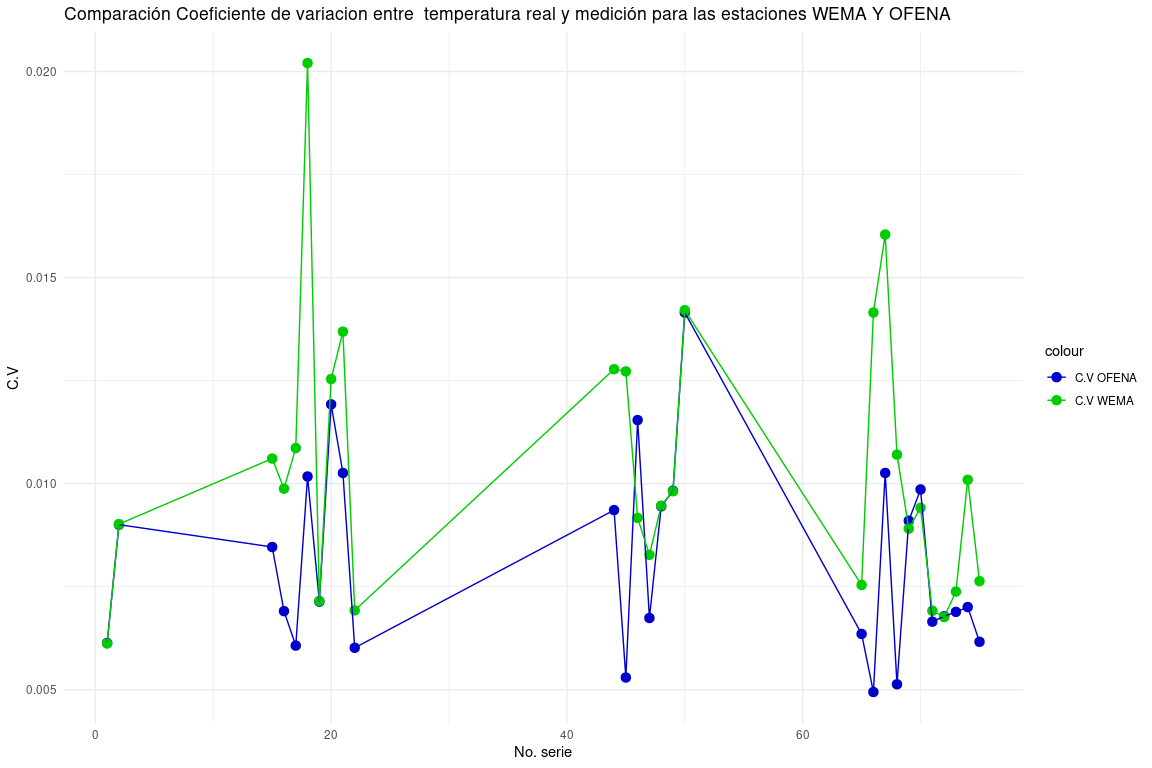 Comparación Coeficiente de variacion entre  temperatura real y medición para las estaciones WEMA Y OFENA
0.020
0.015
0.010
0.005
C.V
0
20
40
60
No. serie
colour
C.V OFENA
C.V WEMA